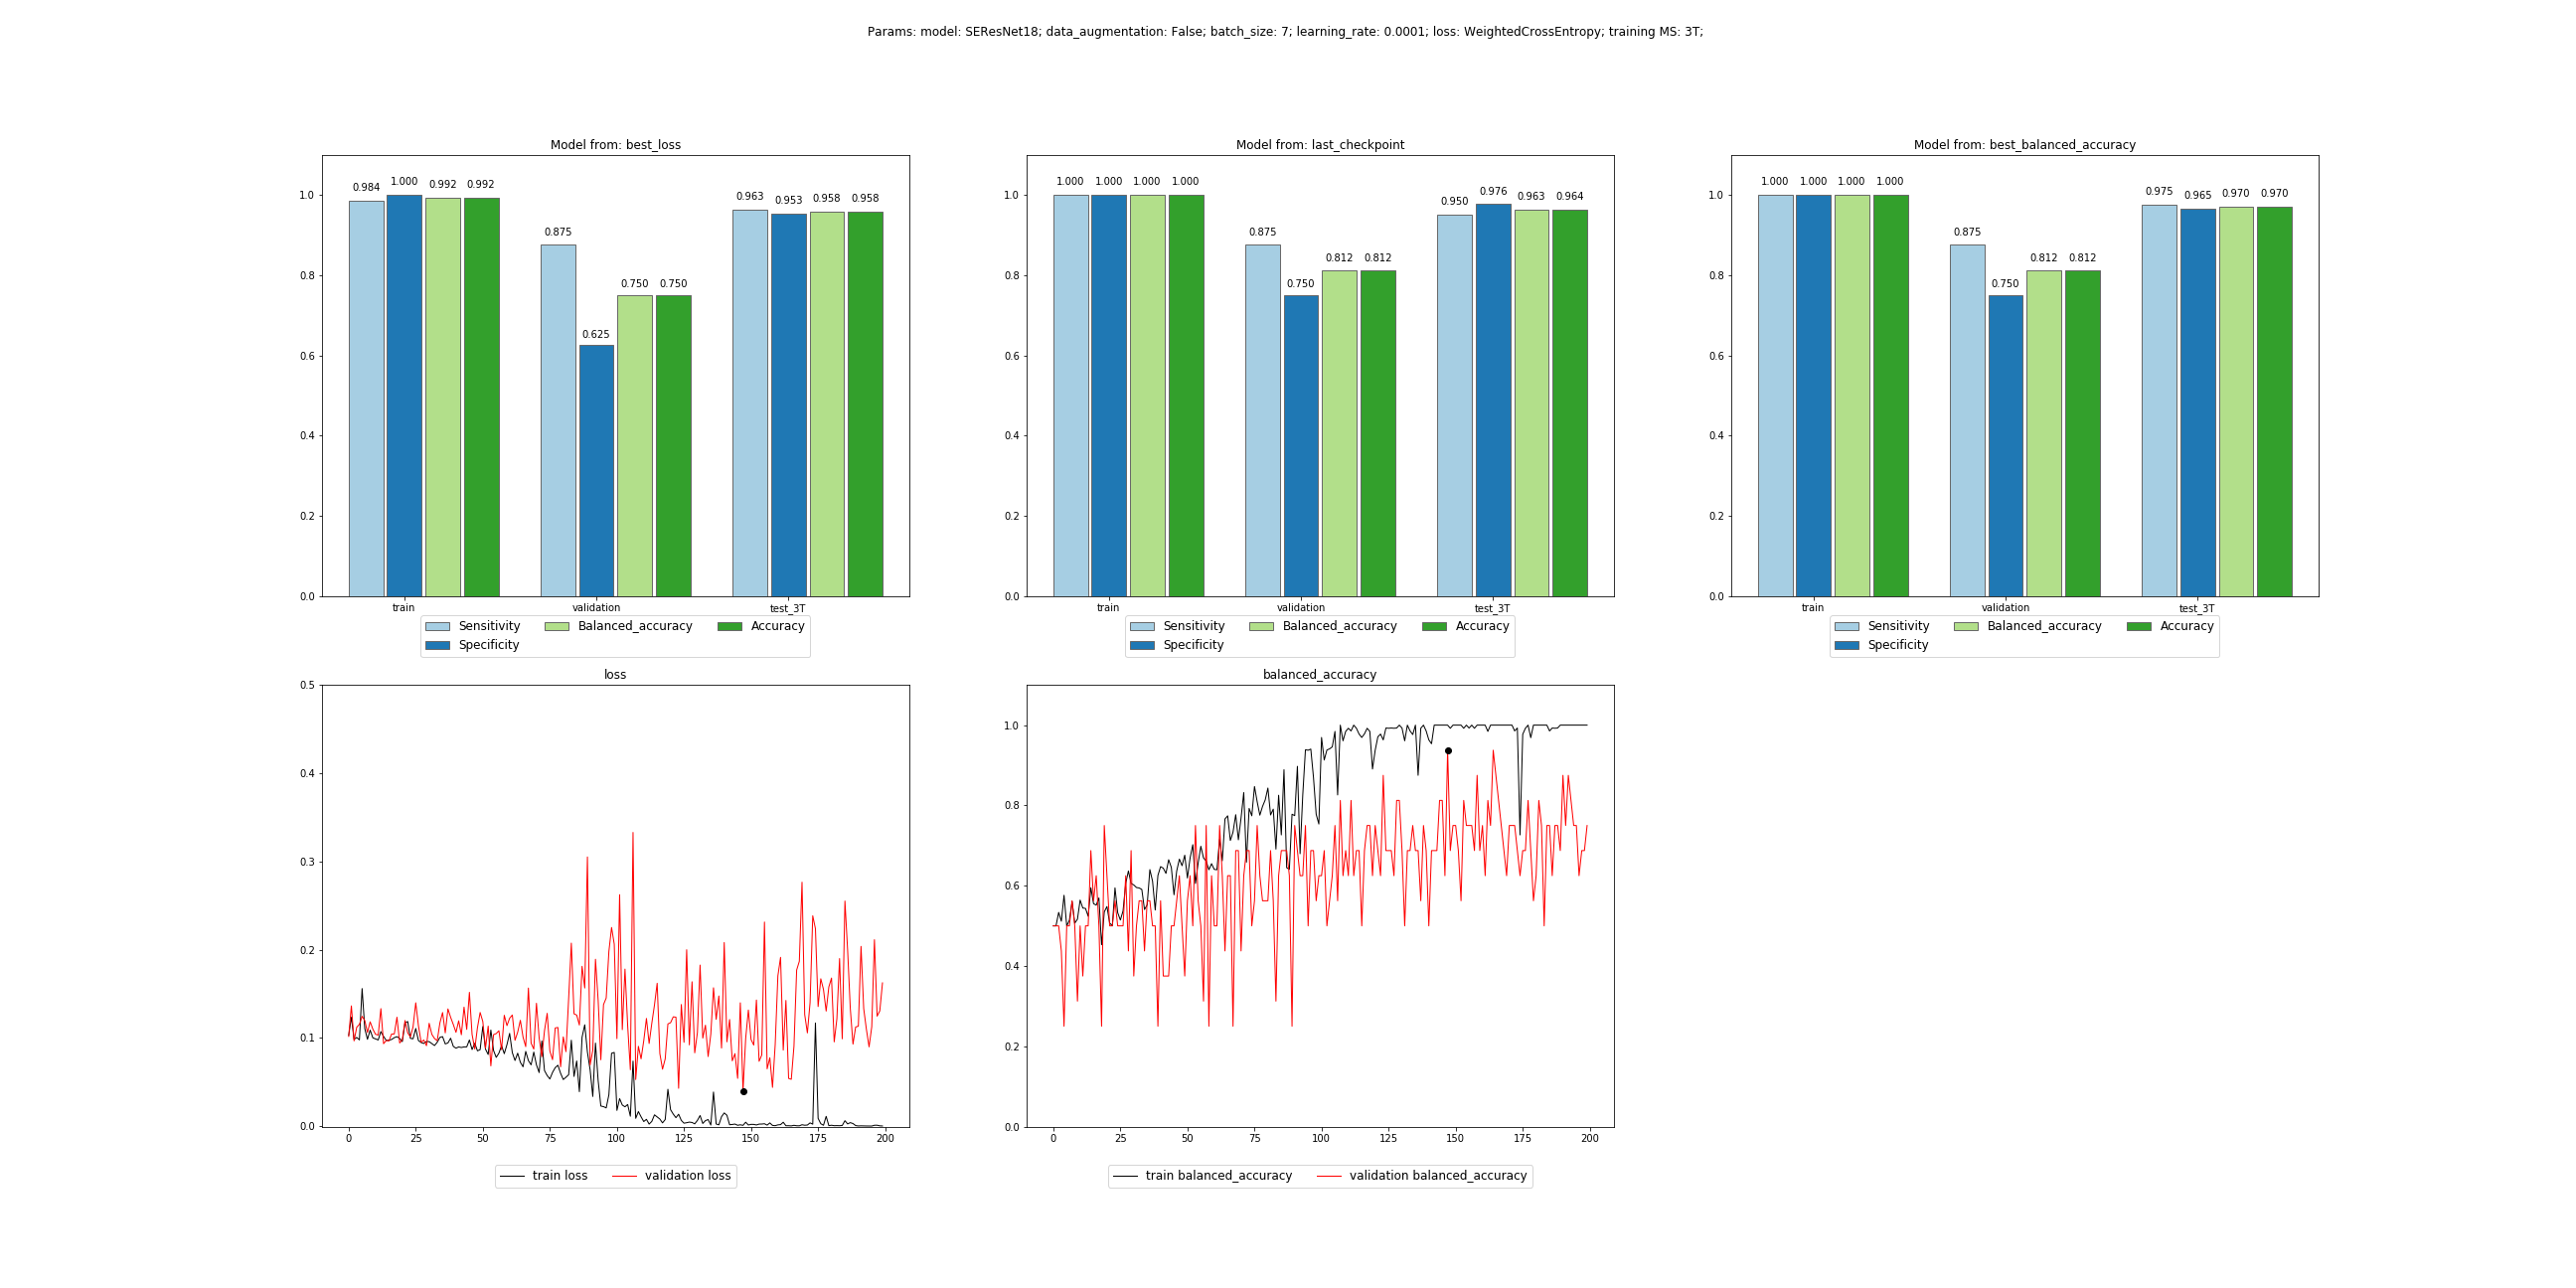 Params: model: SEResNet18; data_augmentation: False; batch_size: 7; learning_rate: 0.0001; loss: WeightedCrossEntropy; training MS: 3T;
Model from: best_loss
1.0
0.8
0.6
0.4
0.2
0.0
0.984 1.000 0.992 0.992
0.875 0.625 0.750 0.750
0.963 0.953 0.958 0.958
train validation test_3T
Sensitivity Balanced_accuracy Accuracy
Specificity
Model from: last_checkpoint
1.0
0.8
0.6
0.4
0.2
0.0
1.000 1.000 1.000 1.000
0.875 0.750 0.812 0.812
0.950 0.976 0.963 0.964
train validation test_3T
Sensitivity Balanced_accuracy Accuracy
Specificity
Model from: best_balanced_accuracy
1.0
0.8
0.6
0.4
0.2
0.0
1.000 1.000 1.000 1.000
0.875 0.750 0.812 0.812
0.975 0.965 0.970 0.970
train validation test_3T
Sensitivity Balanced_accuracy Accuracy
Specificity
loss
0.5
0.4
0.3
0.2
0.1
0.0
0 25 50 75 100 125 150 175 200
train loss validation loss
balanced_accuracy
1.0
0.8
0.6
0.4
0.2
0.0
0 25 50 75 100 125 150 175 200
train balanced_accuracy validation balanced_accuracy